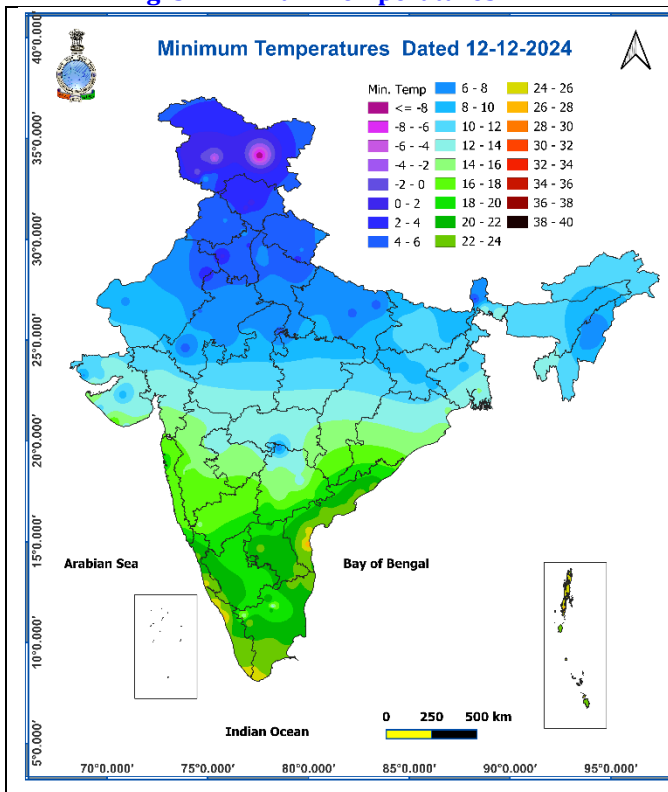 Minimum Temperatures Dated 12-12-2024
Min. Temp
<= -8
-8 - -6
-6 - -4
-4 - -2
-2 - 0
0 - 2
2 - 4
4 - 6
6 - 8
8 - 10
10 - 12
12 - 14
14 - 16
16 - 18
18 - 20
20 - 22
22 - 24
24 - 26
26 - 28
28 - 30
30 - 32
32 - 34
34 - 36
36 - 38
38 - 40
40°0.000'
35°0.000'
30°0.000'
25°0.000'
20°0.000'
15°0.000'
10°0.000'
5°0.000'
Arabian Sea
Bay of Bengal
Indian Ocean
0 250 500 km
70°0.000' 75°0.000' 80°0.000' 85°0.000' 90°0.000' 95°0.000'